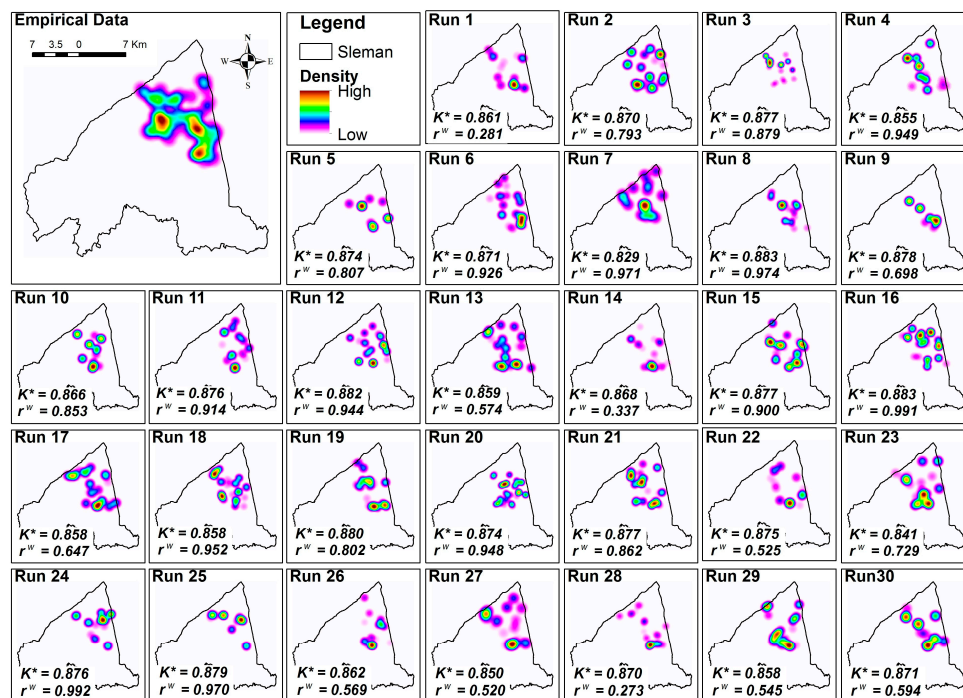 Empirical Data
7 3.5 0 7 Km
N
W E
S
Legend
Sleman
Density
High
Low
Run 1
K* = 0.861
r^w = 0.281
Run 2
K* = 0.870
r^w = 0.793
Run 3
K* = 0.877
r^w = 0.879
Run 4
K* = 0.855
r^w = 0.949
Run 5
K* = 0.874
r^w = 0.807
Run 6
K* = 0.871
r^w = 0.926
Run 7
K* = 0.829
r^w = 0.971
Run 8
K* = 0.883
r^w = 0.974
Run 9
K* = 0.878
r^w = 0.698
Run 10
K* = 0.866
r^w = 0.853
Run 11
K* = 0.876
r^w = 0.914
Run 12
K* = 0.882
r^w = 0.944
Run 13
K* = 0.859
r^w = 0.574
Run 14
K* = 0.868
r^w = 0.337
Run 15
K* = 0.877
r^w = 0.900
Run 16
K* = 0.883
r^w = 0.991
Run 17
K* = 0.858
r^w = 0.647
Run 18
K* = 0.858
r^w = 0.952
Run 19
K* = 0.880
r^w = 0.802
Run 20
K* = 0.874
r^w = 0.948
Run 21
K* = 0.877
r^w = 0.862
Run 22
K* = 0.875
r^w = 0.525
Run 23
K* = 0.841
r^w = 0.729
Run 24
K* = 0.876
r^w = 0.992
Run 25
K* = 0.879
r^w = 0.970
Run 26
K* = 0.862
r^w = 0.569
Run 27
K* = 0.850
r^w = 0.520
Run 28
K* = 0.870
r^w = 0.273
Run 29
K* = 0.858
r^w = 0.545
Run30
K* = 0.871
r^w = 0.594